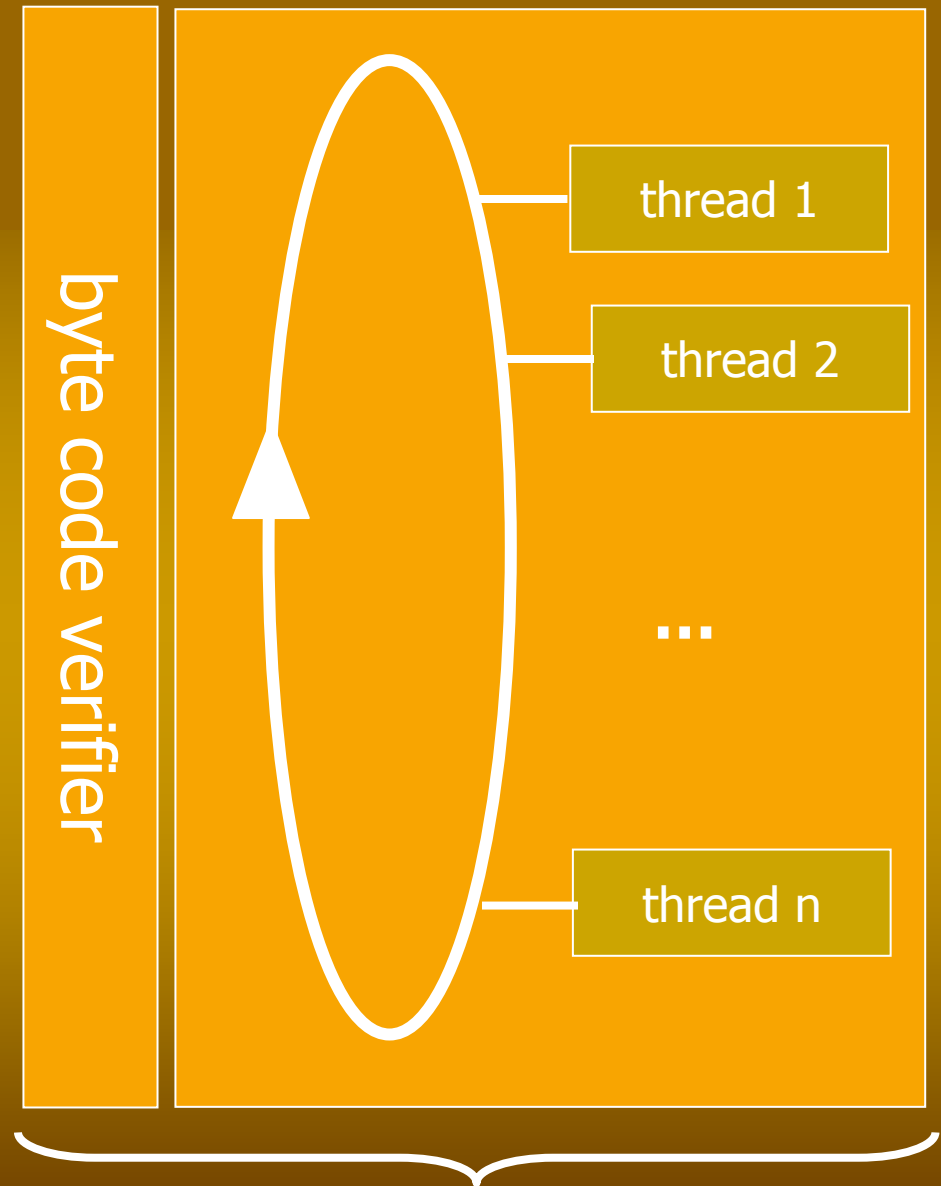 byte code verifier
thread 1
thread 2
...
thread n